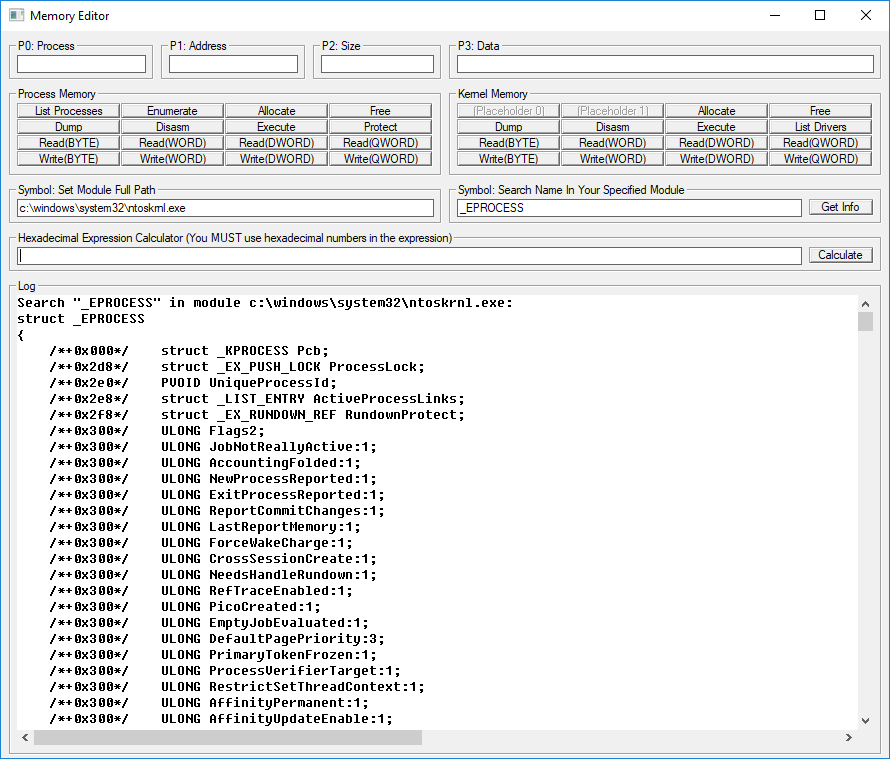 Memory Editor
P0: Process P1: Address P2: Size P3: Data
Process Memory Kernel Memory
List Processes Enumerate Allocate Free (Placeholder 0) (Placeholder 1) Allocate Free
Dump Disasm Execute Protect Dump Disasm Execute List Drivers
Read(BYTE) Read(WORD) Read(DWORD) Read(QWORD) Read(BYTE) Read(WORD) Read(DWORD) Read(QWORD)
Write(BYTE) Write(WORD) Write(DWORD) Write(QWORD) Write(BYTE) Write(WORD) Write(DWORD) Write(QWORD)
Symbol: Set Module Full Path Symbol: Search Name In Your Specified Module
c:\windows\system32\ntoskrnl.exe _EPROCESS Get Info
Hexadecimal Expression Calculator (You MUST use hexadecimal numbers in the expression)
Calculate
Log
Search "_EPROCESS" in module c:\windows\system32\ntoskrnl.exe:
struct _EPROCESS
{
/*+0x000*/ struct _KPROCESS Pcb;
/*+0x2d8*/ struct _EX_PUSH_LOCK ProcessLock;
/*+0x2e0*/ PVOID UniqueProcessId;
/*+0x2e8*/ struct _LIST_ENTRY ActiveProcessLinks;
/*+0x2f8*/ struct _EX_RUNDOWN_REF RundownProtect;
/*+0x300*/ ULONG Flags2;
/*+0x300*/ ULONG JobNotReallyActive:1;
/*+0x300*/ ULONG AccountingFolded:1;
/*+0x300*/ ULONG NewProcessReported:1;
/*+0x300*/ ULONG ExitProcessReported:1;
/*+0x300*/ ULONG ReportCommitChanges:1;
/*+0x300*/ ULONG LastReportMemory:1;
/*+0x300*/ ULONG ForceWakeCharge:1;
/*+0x300*/ ULONG CrossSessionCreate:1;
/*+0x300*/ ULONG NeedsHandleRundown:1;
/*+0x300*/ ULONG RefTraceEnabled:1;
/*+0x300*/ ULONG PicoCreated:1;
/*+0x300*/ ULONG EmptyJobEvaluated:1;
/*+0x300*/ ULONG DefaultPagePriority:3;
/*+0x300*/ ULONG PrimaryTokenFrozen:1;
/*+0x300*/ ULONG ProcessVerifierTarget:1;
/*+0x300*/ ULONG RestrictSetThreadContext:1;
/*+0x300*/ ULONG AffinityPermanent:1;
/*+0x300*/ ULONG AffinityUpdateEnable:1;